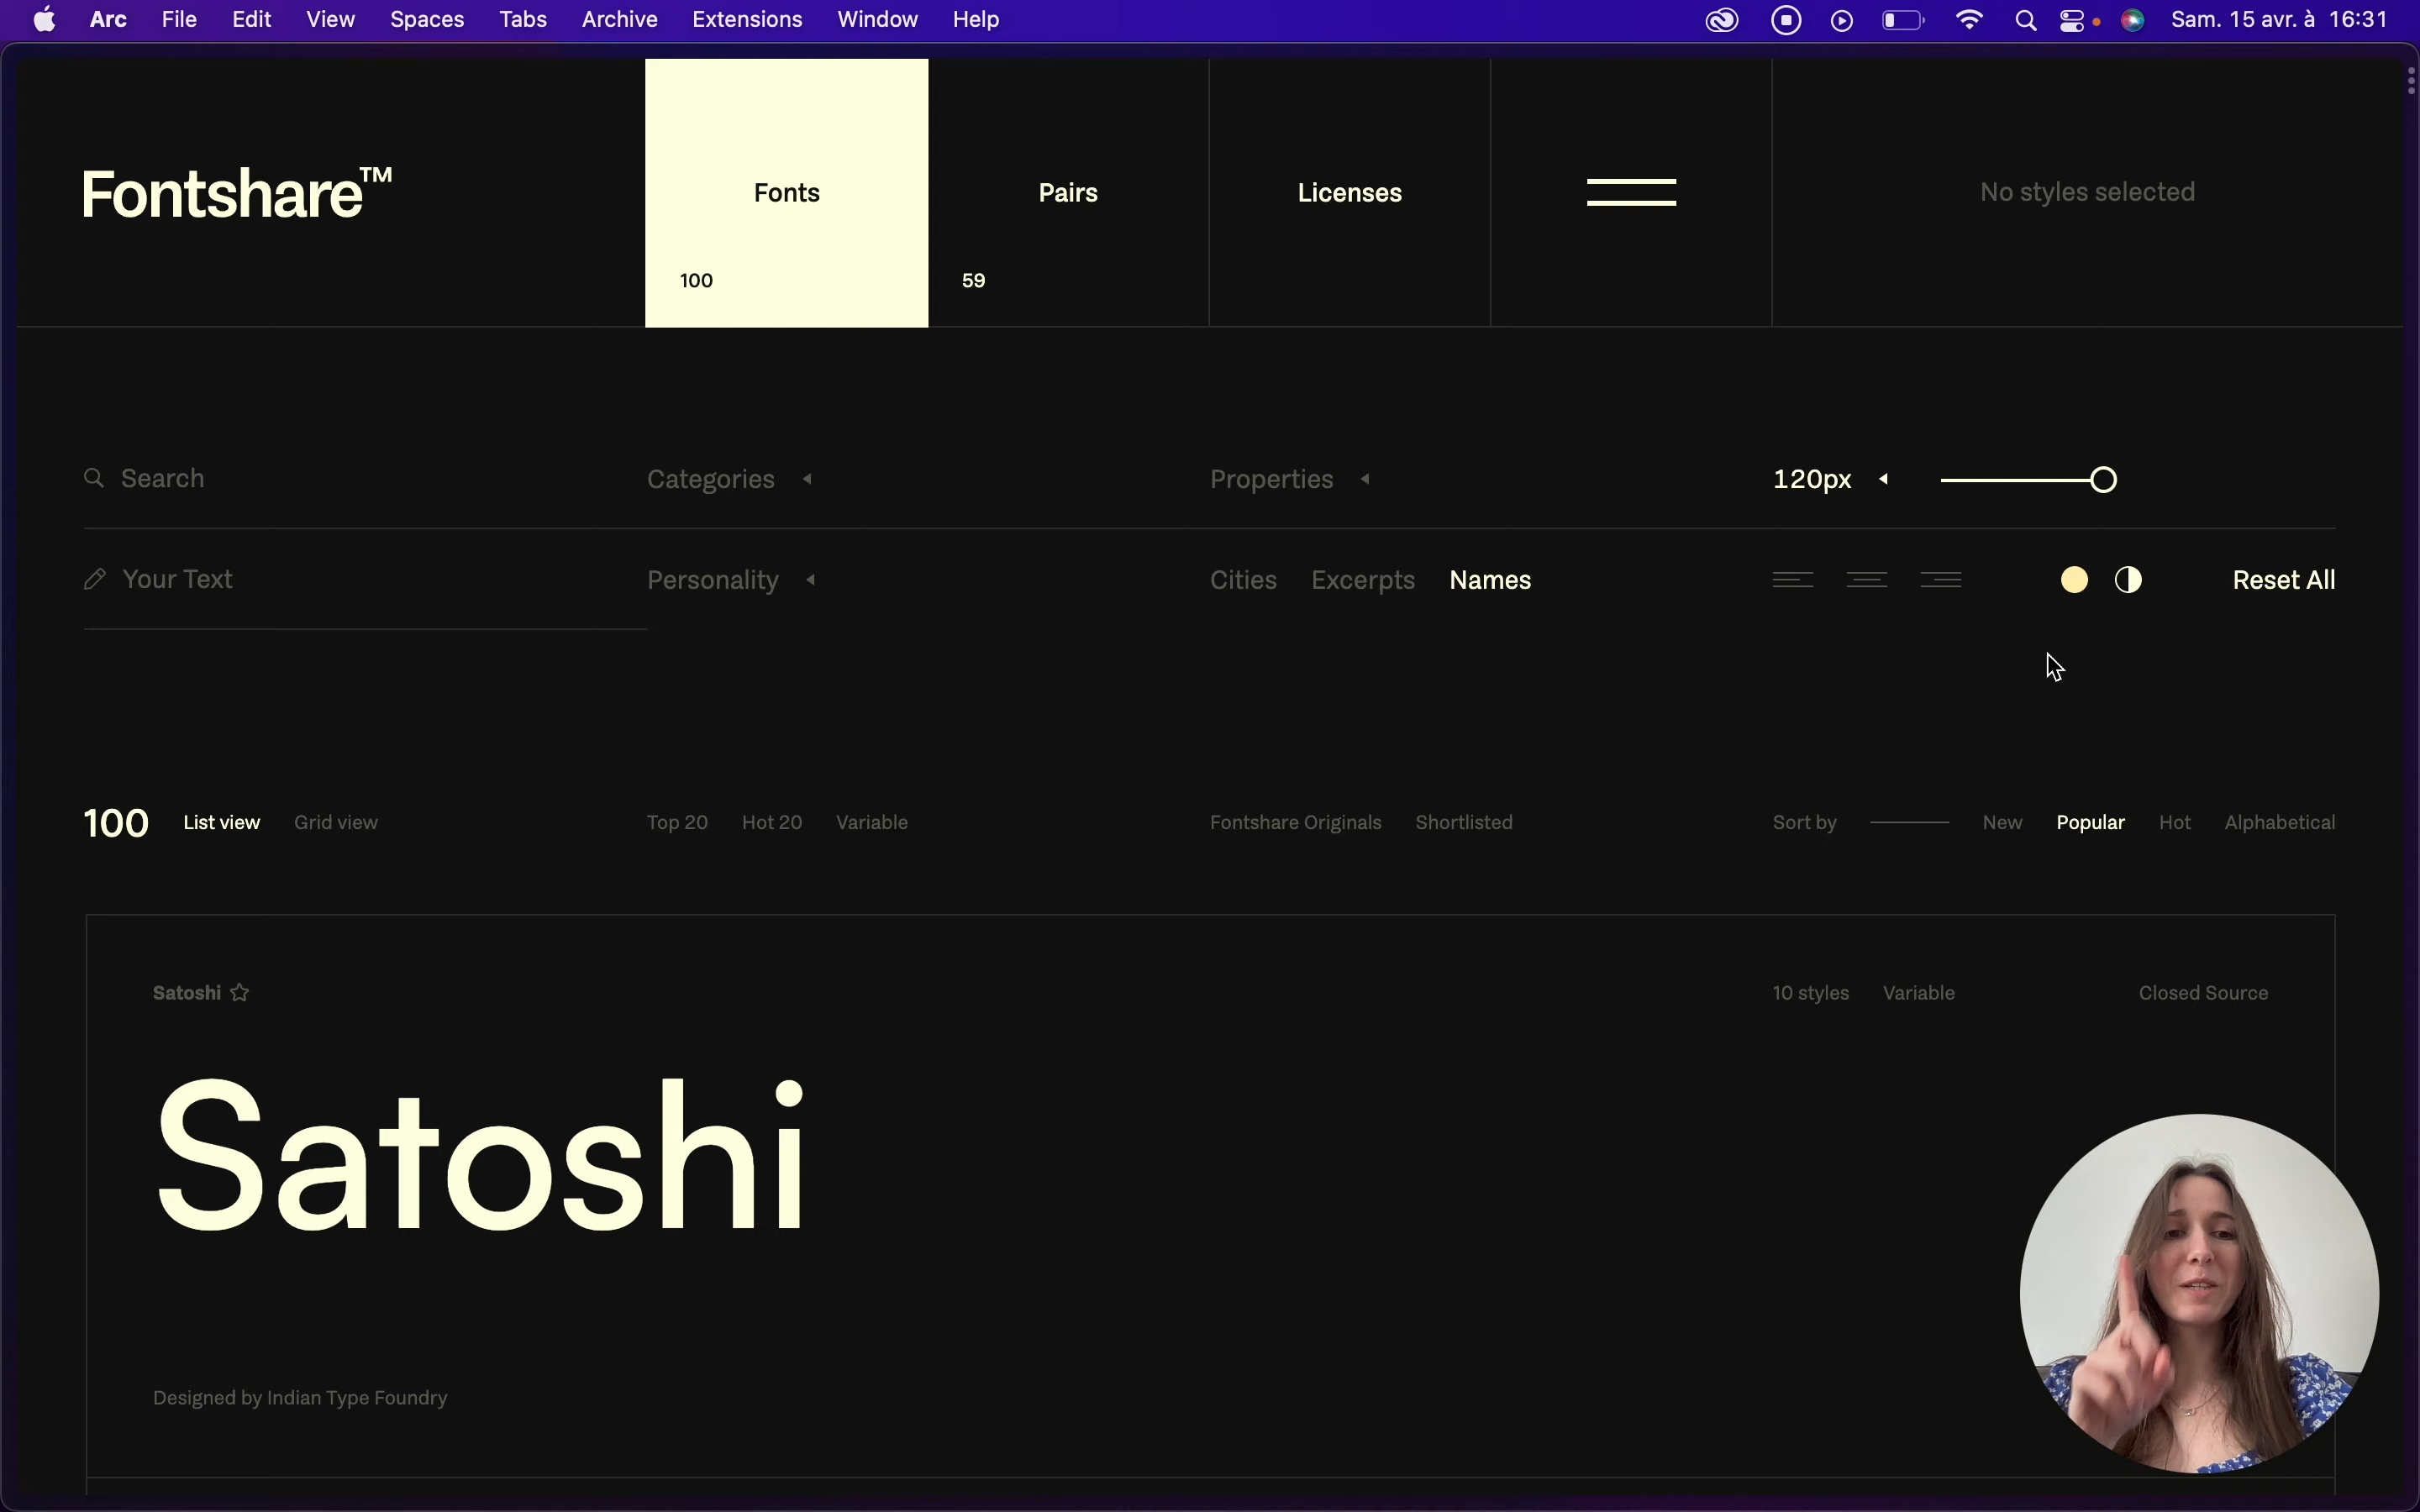 Arc File Edit View Spaces Tabs Archive Extensions Window Help Sam. 15 avr. à 16:31
Fontshare™ Fonts Pairs Licenses No styles selected
100 59
Search Categories Properties 120px
Your Text Personality Cities Excerpts Names Reset All
100 List view Grid view Top 20 Hot 20 Variable Fontshare Originals Shortlisted Sort by New Popular Hot Alphabetical
Satoshi 10 styles Variable Closed Source
Satoshi
Designed by Indian Type Foundry